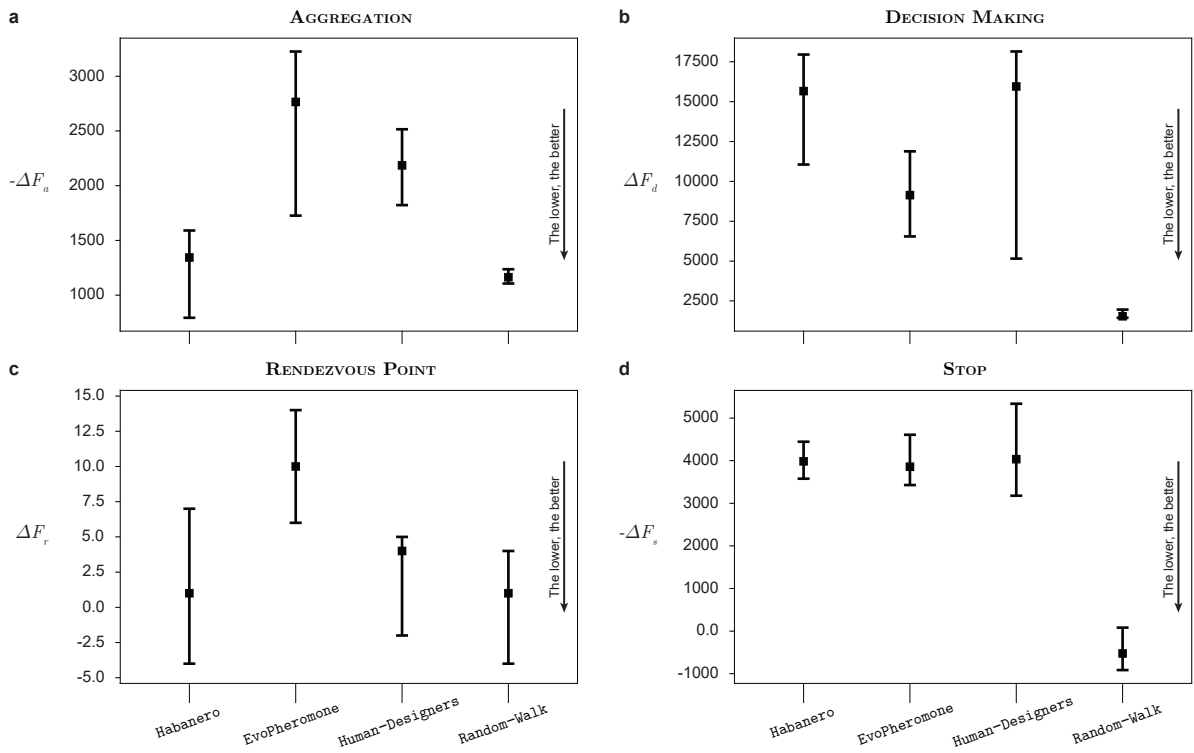 a
AGGREGATION
3000
2500
2000
1500
1000
-ΔFa
The lower, the better
b
DECISION MAKING
17500
15000
12500
10000
7500
5000
2500
ΔFd
The lower, the better
c
RENDEZVOUS POINT
15.0
12.5
10.0
7.5
5.0
2.5
0.0
-2.5
-5.0
ΔFr
The lower, the better
Habanero
EvoPheromone
Human-Designers
Random-Walk
d
STOP
5000
4000
3000
2000
1000
0.0
-1000
-ΔFs
The lower, the better
Habanero
EvoPheromone
Human-Designers
Random-Walk